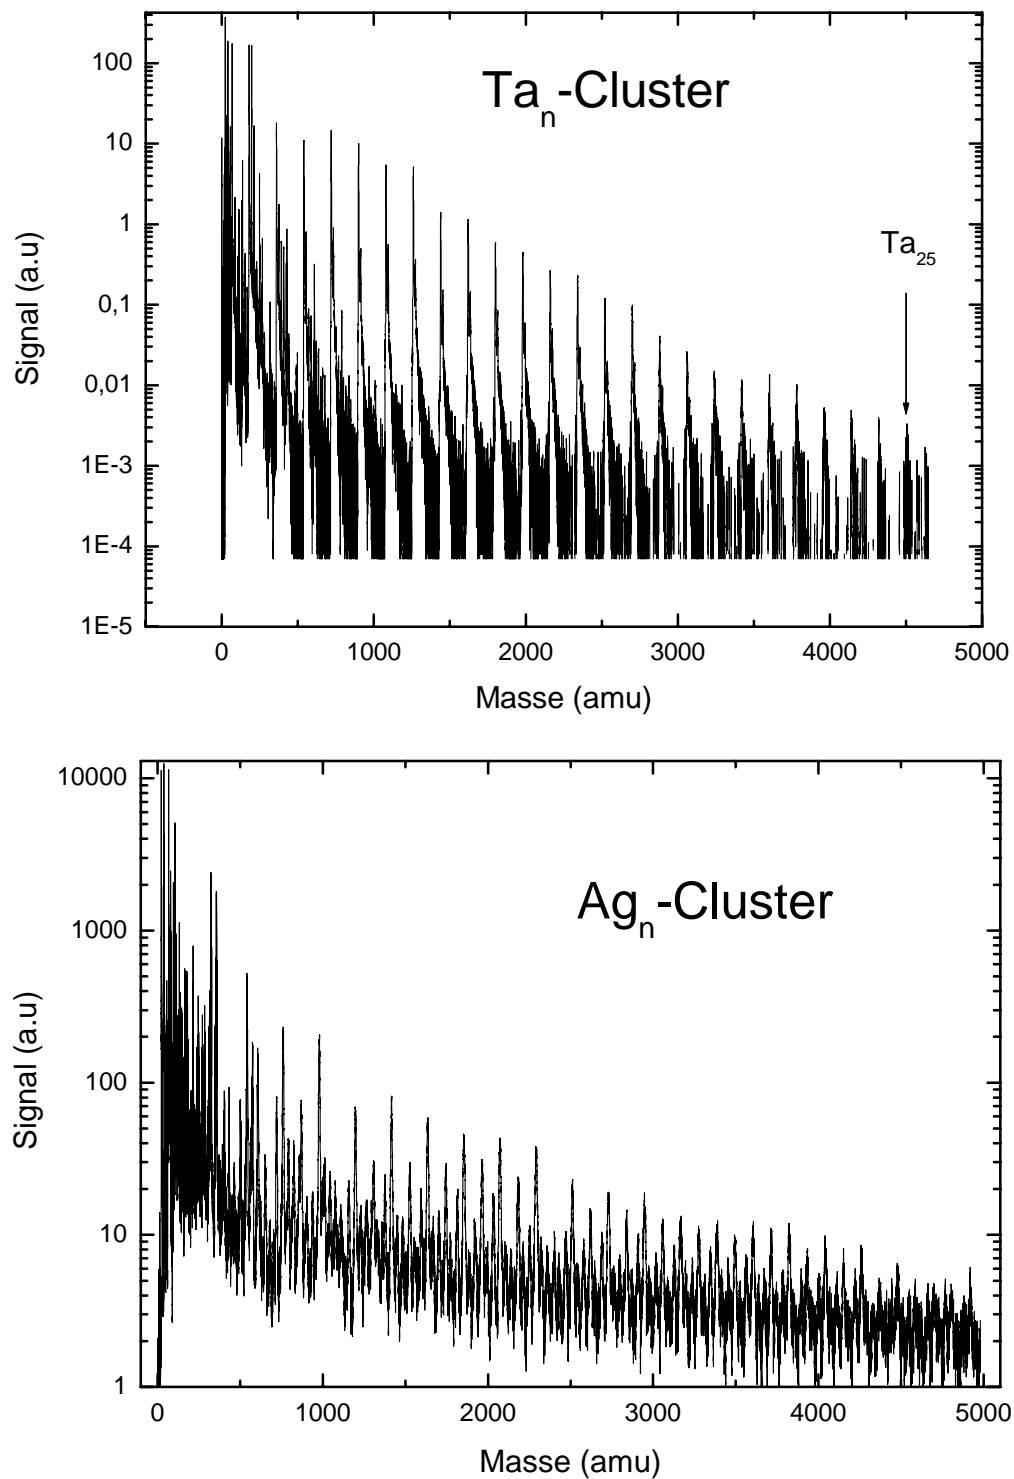 100
10
1
0,1
0,01
1E-3
1E-4
1E-5
Signal (a.u)
Ta_n-Cluster
Ta_25
0 1000 2000 3000 4000 5000
Masse (amu)
10000
1000
100
10
1
Signal (a.u)
Ag_n-Cluster
0 1000 2000 3000 4000 5000
Masse (amu)